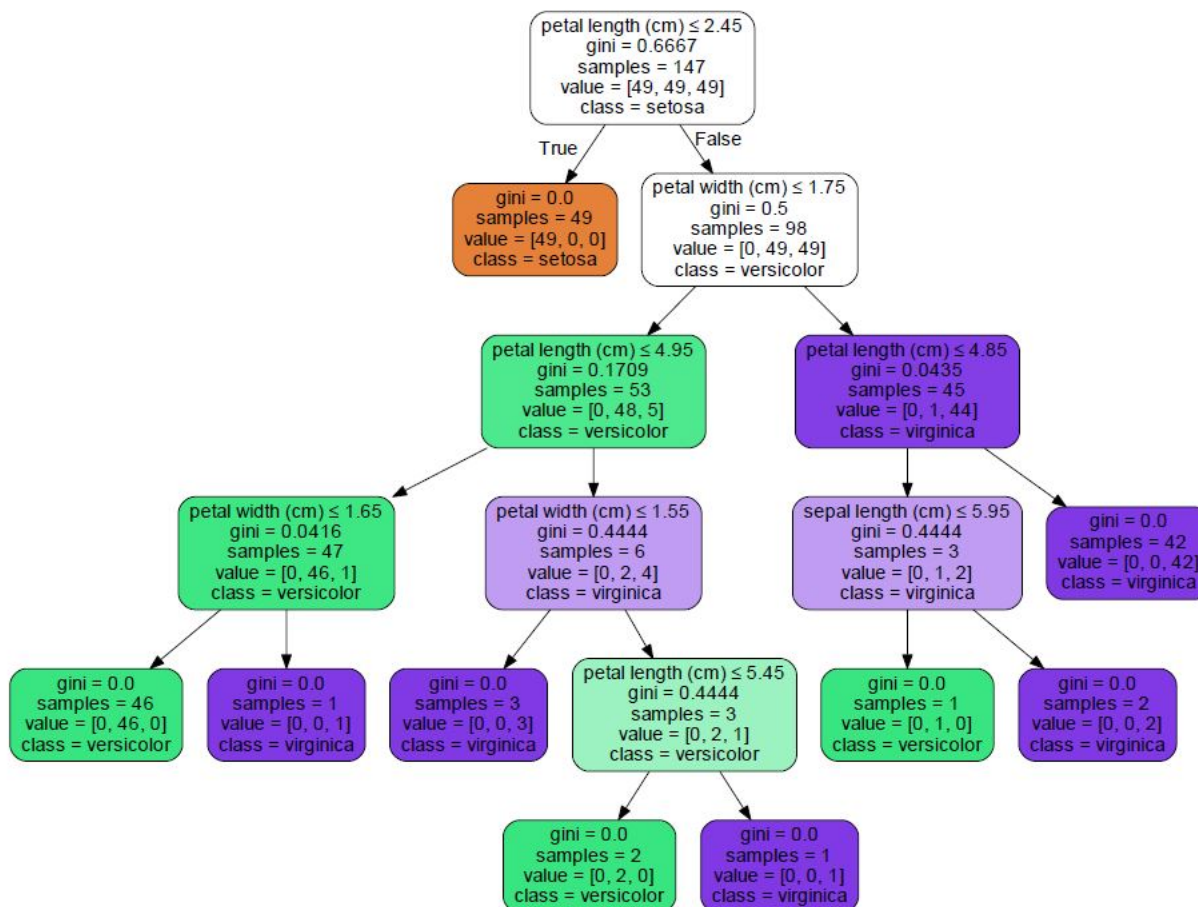 petal length (cm) ≤ 2.45
gini = 0.6667
samples = 147
value = [49, 49, 49]
class = setosa
True
False
gini = 0.0
samples = 49
value = [49, 0, 0]
class = setosa
petal width (cm) ≤ 1.75
gini = 0.5
samples = 98
value = [0, 49, 49]
class = versicolor
petal length (cm) ≤ 4.95
gini = 0.1709
samples = 53
value = [0, 48, 5]
class = versicolor
petal length (cm) ≤ 4.85
gini = 0.0435
samples = 45
value = [0, 1, 44]
class = virginica
petal width (cm) ≤ 1.65
gini = 0.0416
samples = 47
value = [0, 46, 1]
class = versicolor
petal width (cm) ≤ 1.55
gini = 0.4444
samples = 6
value = [0, 2, 4]
class = virginica
sepal length (cm) ≤ 5.95
gini = 0.4444
samples = 3
value = [0, 1, 2]
class = virginica
gini = 0.0
samples = 42
value = [0, 0, 42]
class = virginica
gini = 0.0
samples = 46
value = [0, 46, 0]
class = versicolor
gini = 0.0
samples = 1
value = [0, 0, 1]
class = virginica
gini = 0.0
samples = 3
value = [0, 0, 3]
class = virginica
petal length (cm) ≤ 5.45
gini = 0.4444
samples = 3
value = [0, 2, 1]
class = versicolor
gini = 0.0
samples = 1
value = [0, 1, 0]
class = versicolor
gini = 0.0
samples = 2
value = [0, 0, 2]
class = virginica
gini = 0.0
samples = 2
value = [0, 2, 0]
class = versicolor
gini = 0.0
samples = 1
value = [0, 0, 1]
class = virginica